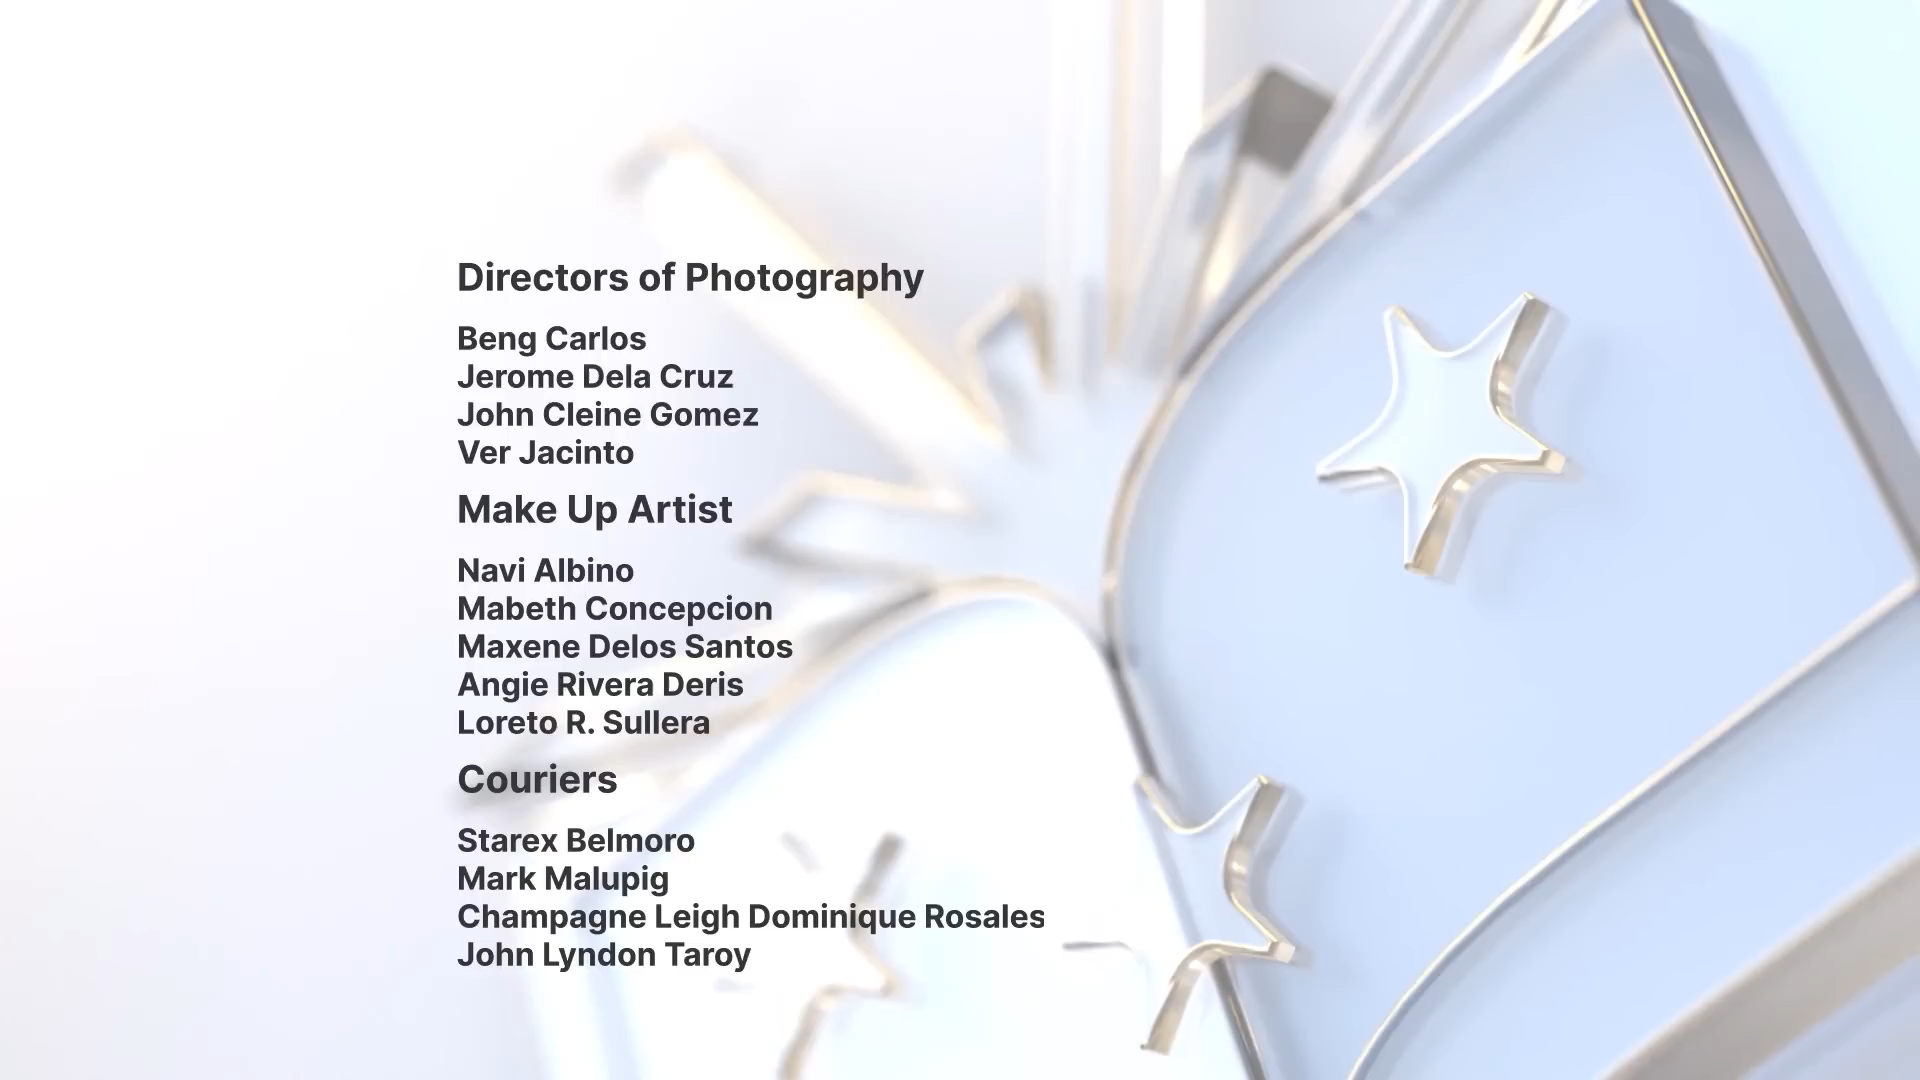 Directors of Photography
Beng Carlos
Jerome Dela Cruz
John Cleine Gomez
Ver Jacinto
Make Up Artist
Navi Albino
Mabeth Concepcion
Maxene Delos Santos
Angie Rivera Deris
Loreto R. Sullera
Couriers
Starex Belmoro
Mark Malupig
Champagne Leigh Dominique Rosales
John Lyndon Taroy